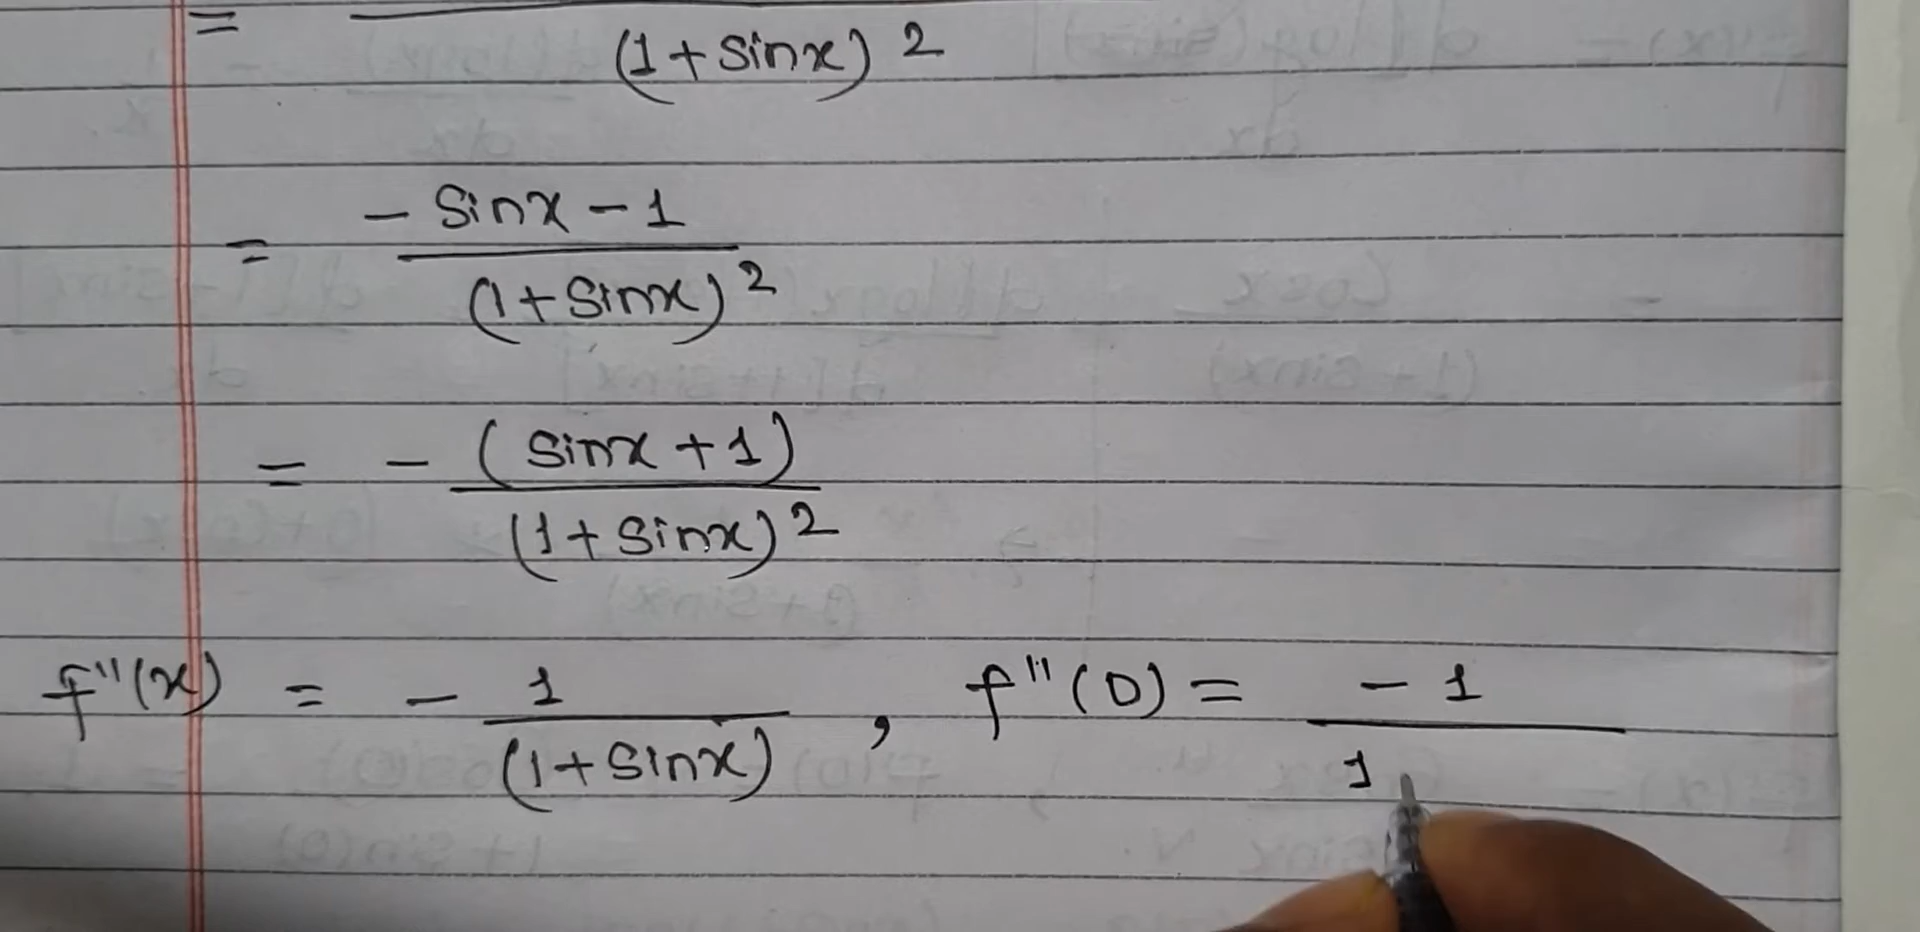 = (1+sinx)2
= - sinx - 1 / (1+sinx)2
= - (sinx + 1) / (1+sinx)2
f"(x) = - 1 / (1+sinx) , f"(0) = - 1 / 1